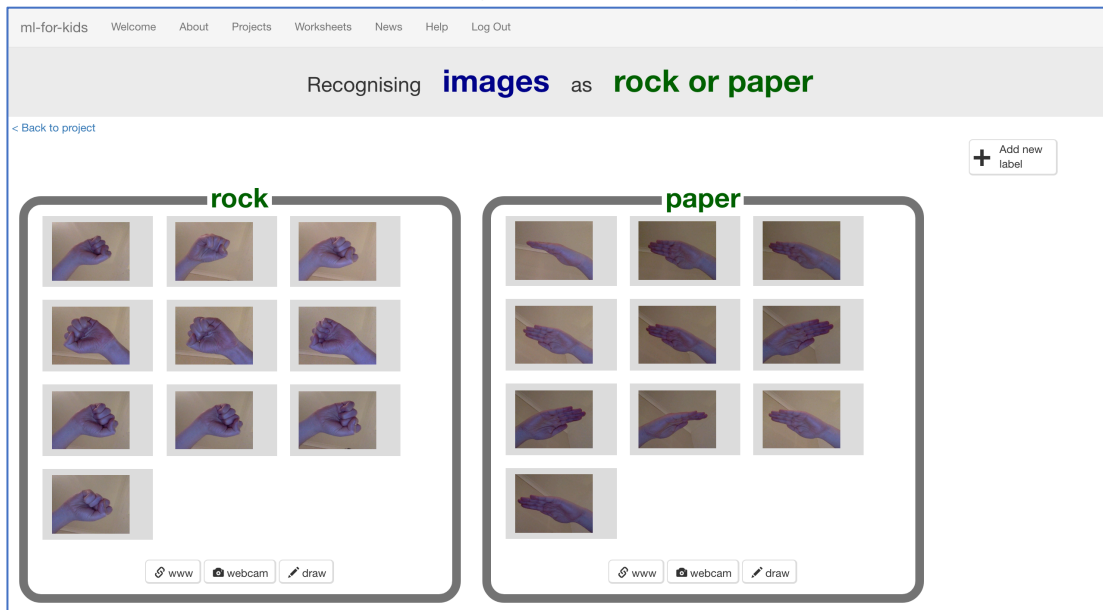 ml-for-kids Welcome About Projects Worksheets News Help Log Out
Recognising images as rock or paper
< Back to project
Add new
label
rock
paper
www webcam draw
www webcam draw